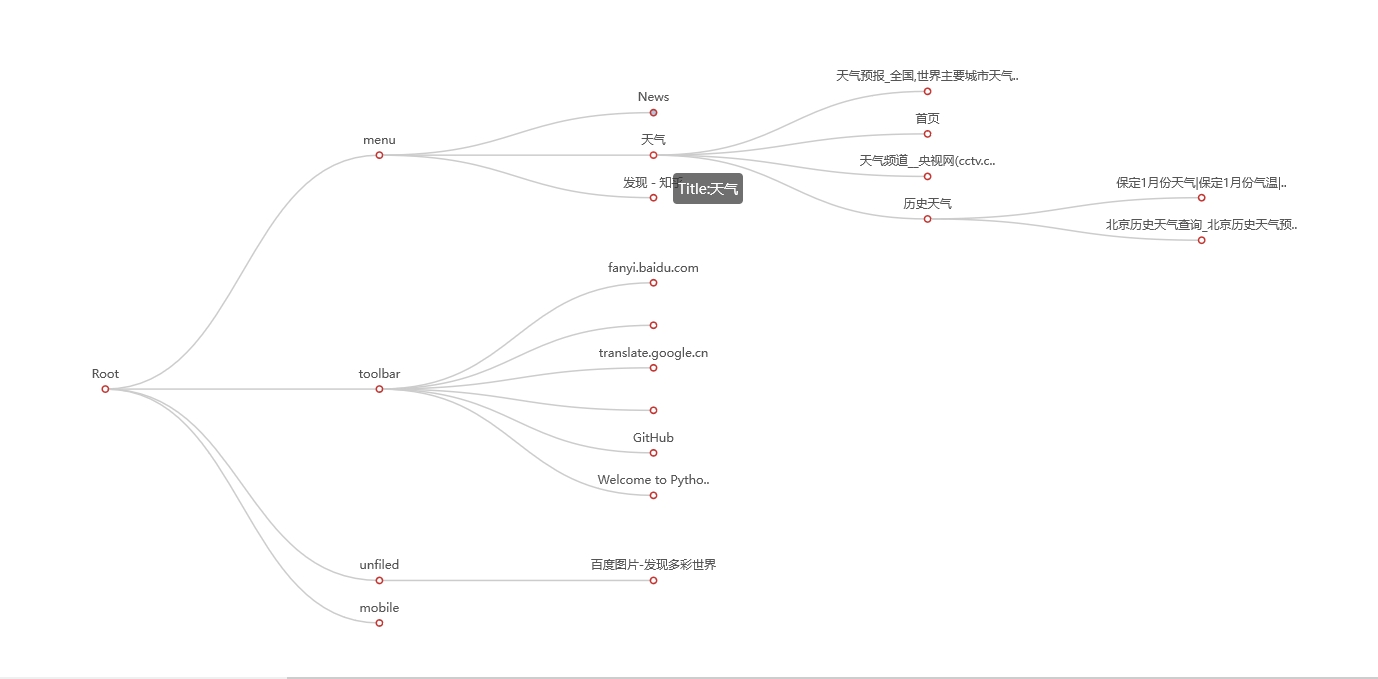 天气预报_全国,世界主要城市天气..
News
首页
menu
天气
天气频道__央视网(cctv.c..
发现 - 知乎
Title:天气
保定1月份天气|保定1月份气温|..
历史天气
北京历史天气查询_北京历史天气预..
fanyi.baidu.com
translate.google.cn
Root
toolbar
GitHub
Welcome to Pytho..
unfiled
百度图片-发现多彩世界
mobile